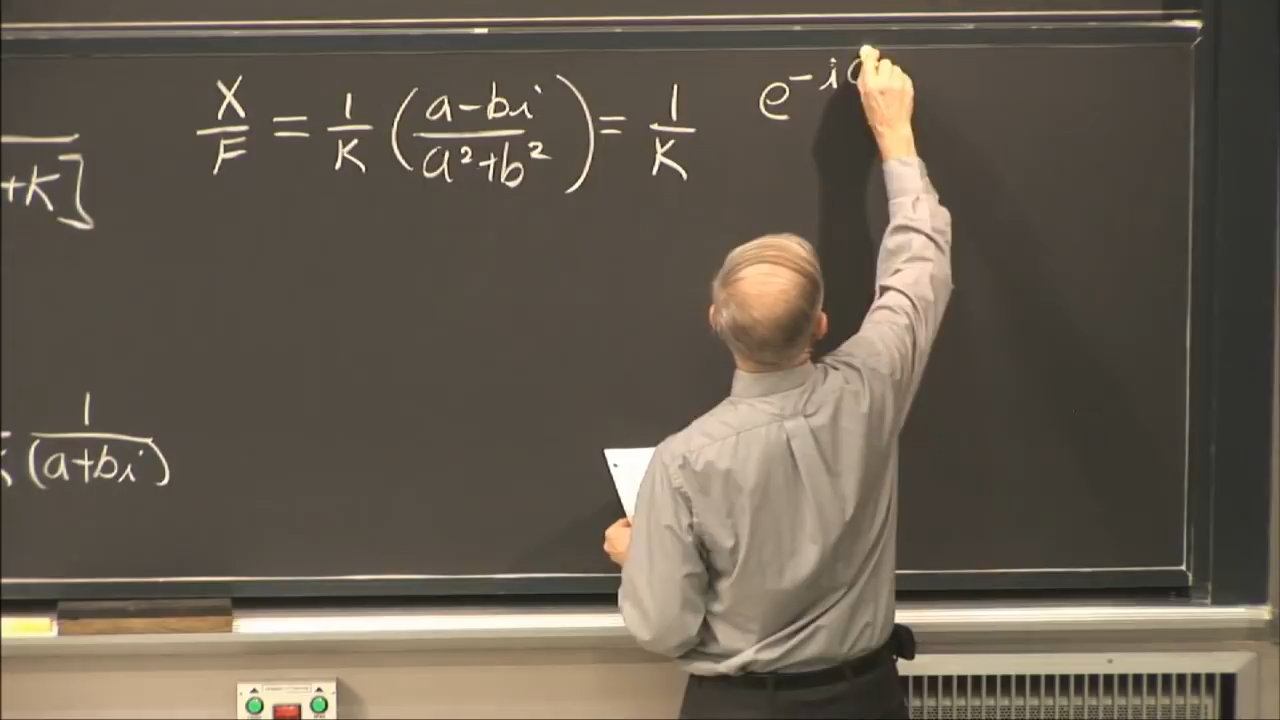 X/F = 1/K ( (a-bi)/(a²+b²) ) = 1/K e^-i
+K]
1/(a+bi)